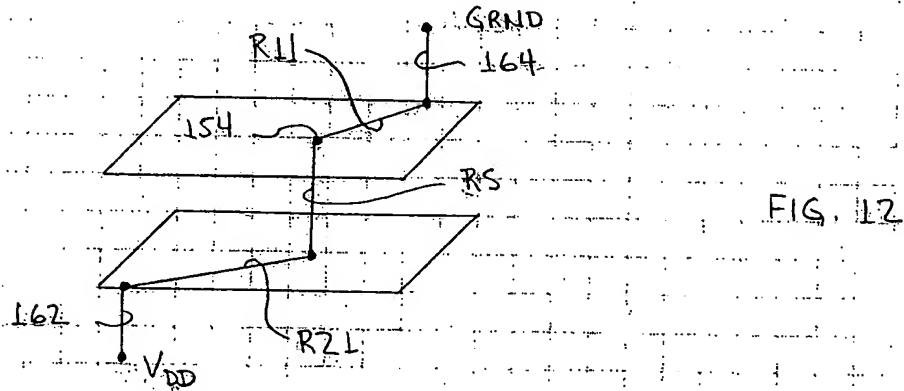 GRND
R11
164
154
RS
FIG. 12
162
R21
VDD